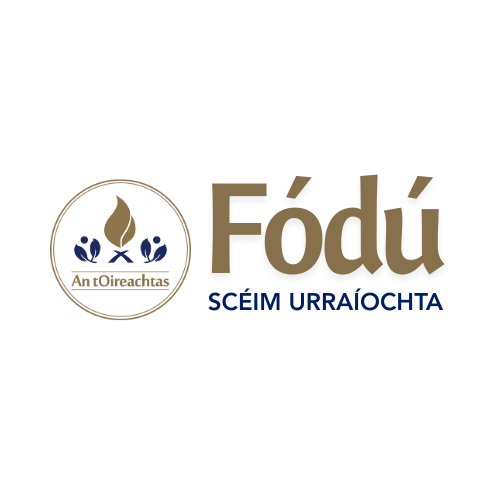 An tOireachtas
Fódú
SCÉIM URRAÍOCHTA